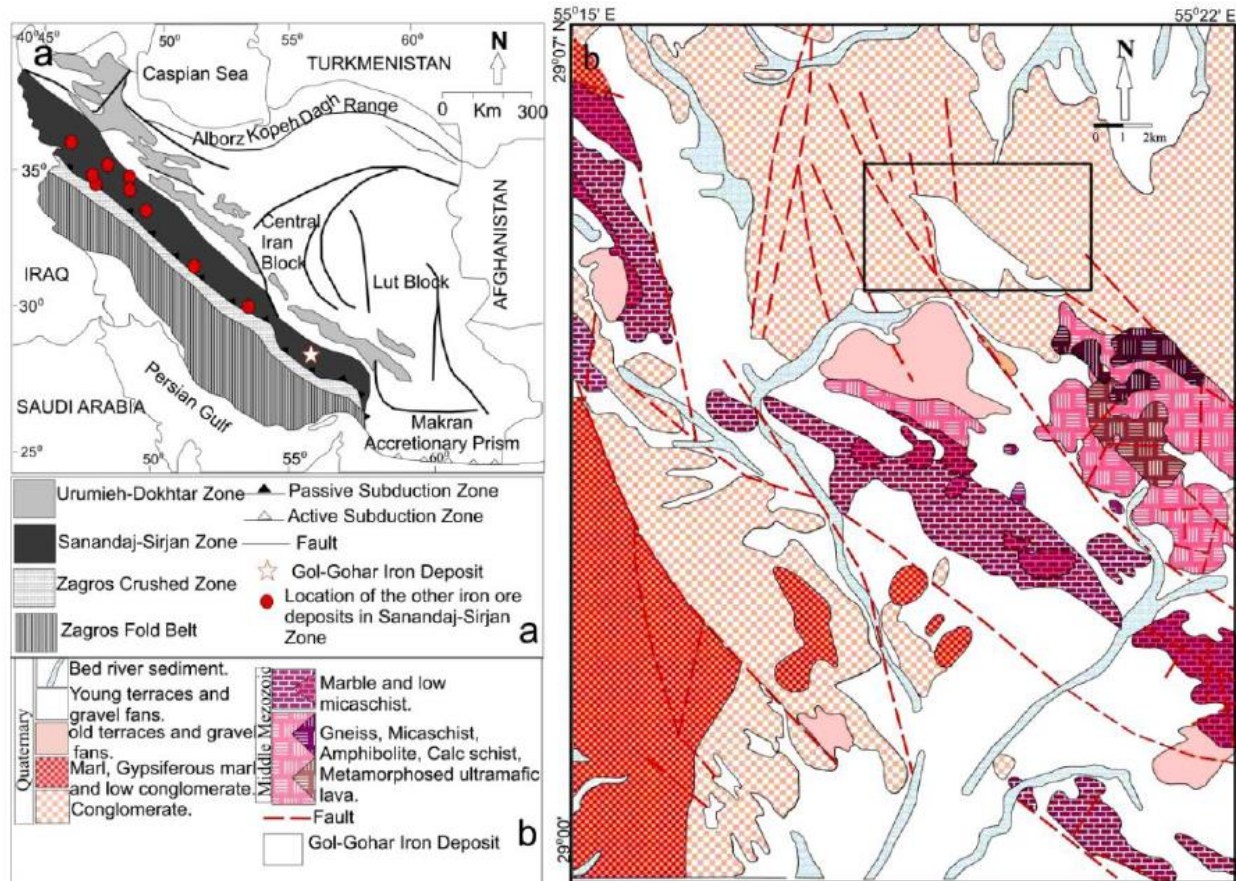 a
40°45°
50°
55°
60°
N
0 Km 300
Caspian Sea
TURKMENISTAN
Alborz Kopeh Dagh Range
35°
Central
Iran
Block
Lut Block
AFGHANISTAN
IRAQ
30°
Persian Gulf
SAUDI ARABIA
Makran
Accretionary Prism
25°
50°
55°
60°
Urumieh-Dokhtar Zone
Sanandaj-Sirjan Zone
Zagros Crushed Zone
Zagros Fold Belt
Passive Subduction Zone
Active Subduction Zone
Fault
Gol-Gohar Iron Deposit
Location of the other iron ore
deposits in Sanandaj-Sirjan
Zone
a
Quaternary
Bed river sediment.
Young terraces and
gravel fans.
old terraces and gravel
fans.
Marl, Gypsiferous marl
and low conglomerate.
Conglomerate.
Middle Mezozoic
Marble and low
micaschist.
Gneiss, Micaschist,
Amphibolite, Calc schist,
Metamorphosed ultramafic
lava.
Fault
Gol-Gohar Iron Deposit
b
55°15' E
55°22' E
29°07' N
b
N
0 1 2km
29°00'